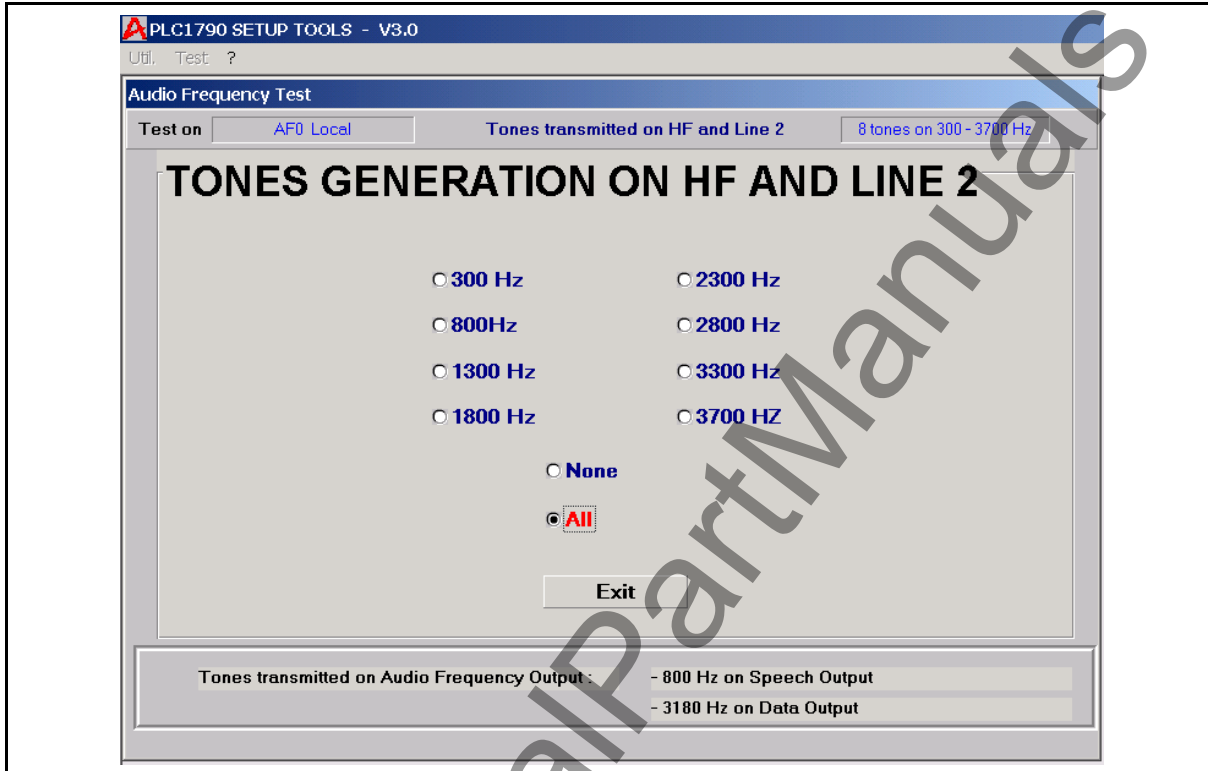 PLC1790 SETUP TOOLS - V3.0
Util. Test ?
Audio Frequency Test
Test on AF0 Local Tones transmitted on HF and Line 2 8 tones on 300 - 3700 Hz
TONES GENERATION ON HF AND LINE 2
300 Hz 2300 Hz
800Hz 2800 Hz
1300 Hz 3300 Hz
1800 Hz 3700 HZ
None
All
Exit
Tones transmitted on Audio Frequency Output : - 800 Hz on Speech Output
- 3180 Hz on Data Output
alPartManuals